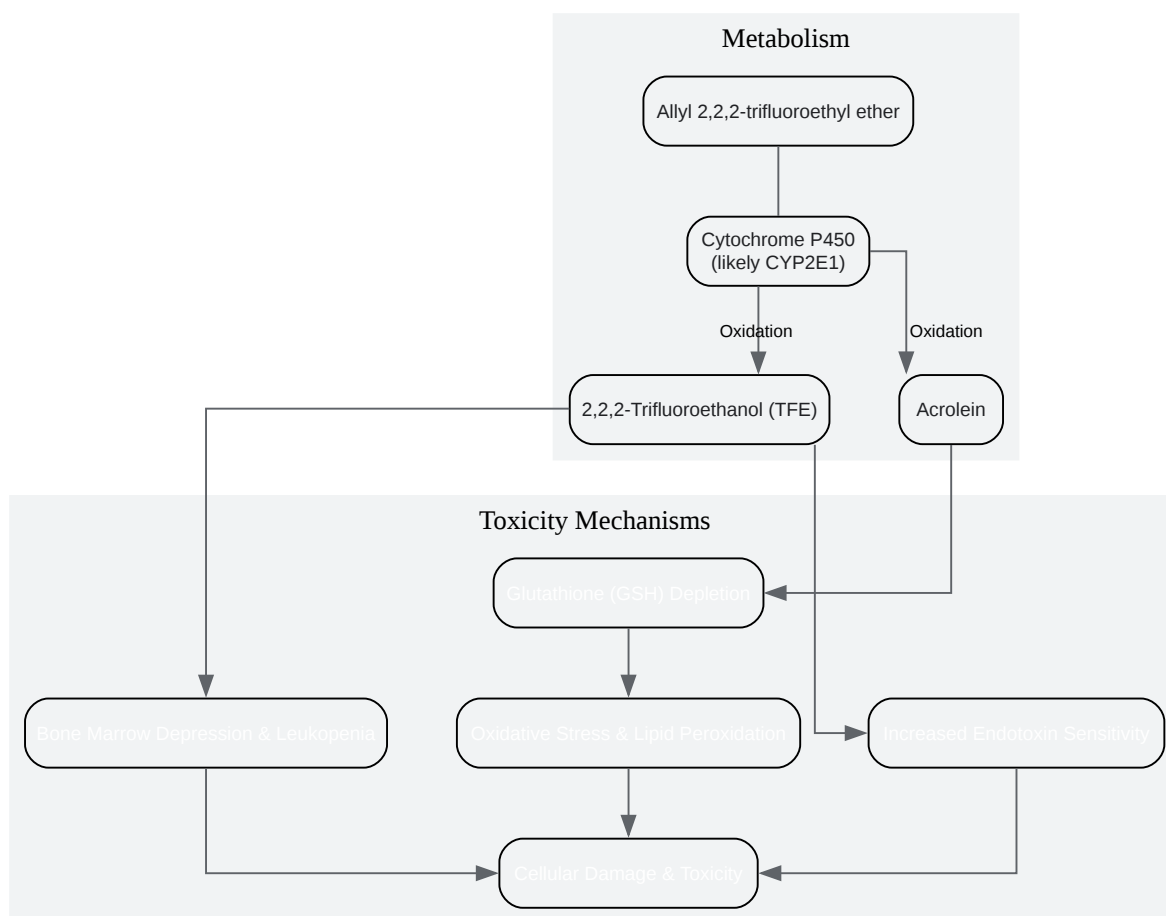 Metabolism
Allyl 2,2,2-trifluoroethyl ether
Cytochrome P450
(likely CYP2E1)
Oxidation
Oxidation
2,2,2-Trifluoroethanol (TFE)
Acrolein
Toxicity Mechanisms
Glutathione (GSH) Depletion
Bone Marrow Depression & Leukopenia
Oxidative Stress & Lipid Peroxidation
Increased Endotoxin Sensitivity
Cellular Damage & Toxicity